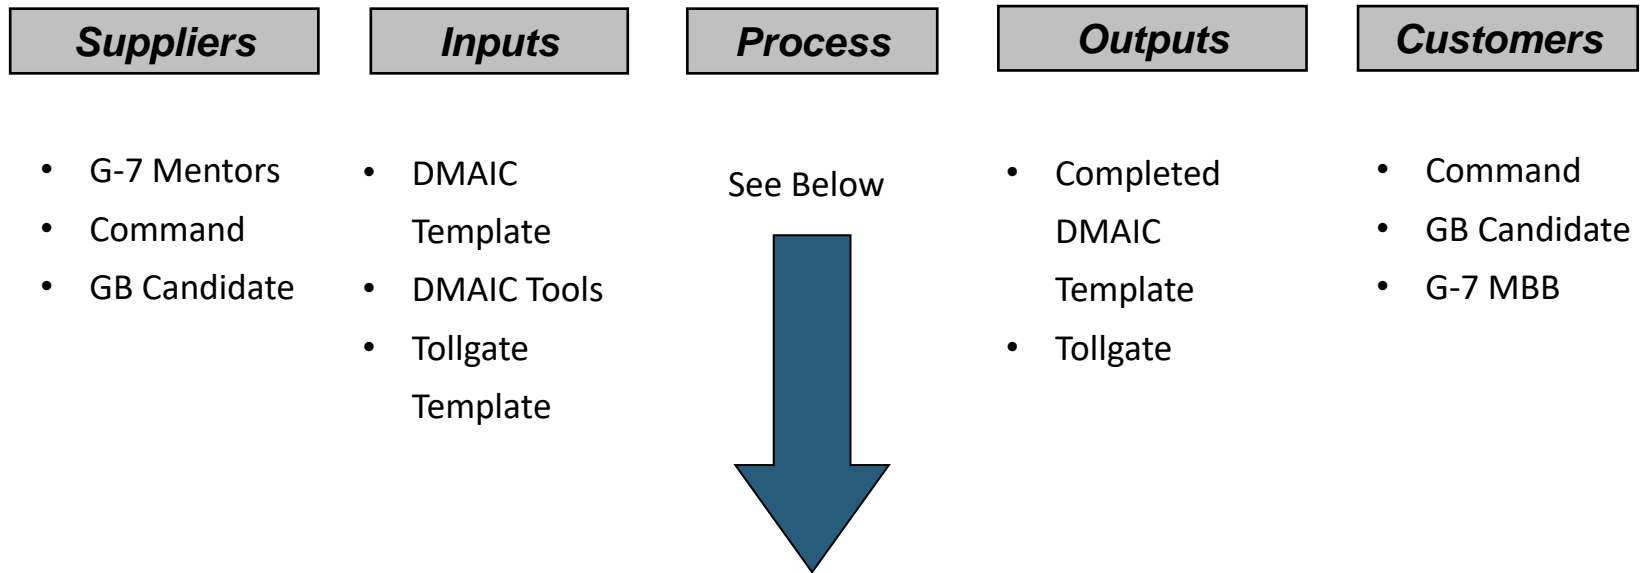 Suppliers
Inputs
Process
Outputs
Customers
• G-7 Mentors
• Command
• GB Candidate
• DMAIC
Template
• DMAIC Tools
• Tollgate
Template
See Below
• Completed
DMAIC
Template
• Tollgate
• Command
• GB Candidate
• G-7 MBB